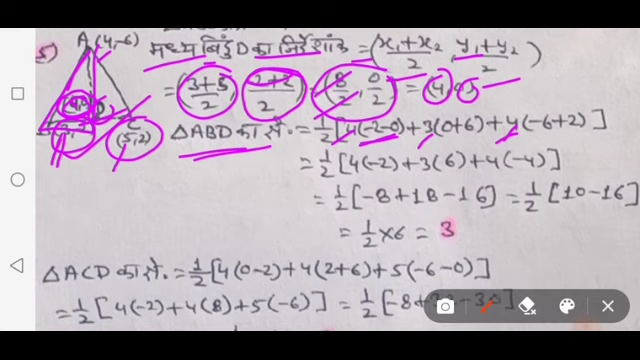 5) A(4,-6) मध्य बिंदु D का निर्देशांक = (x₁+x₂/2, y₁+y₂/2)
= (3+5/2, -2+2/2) (8/2, 0/2) = (4, 0)
C
(5,2)
△ABD का क्षे. = 1/2[4(-2-0)+3(0+6)+4(-6+2)]
= 1/2[4(-2)+3(6)+4(-4)]
= 1/2[-8+18-16] = 1/2[10-16]
= 1/2×6 = 3
△ACD का क्षे. = 1/2[4(0-2)+4(2+6)+5(-6-0)]
= 1/2[4(-2)+4(8)+5(-6)] = 1/2[-8+32-30]